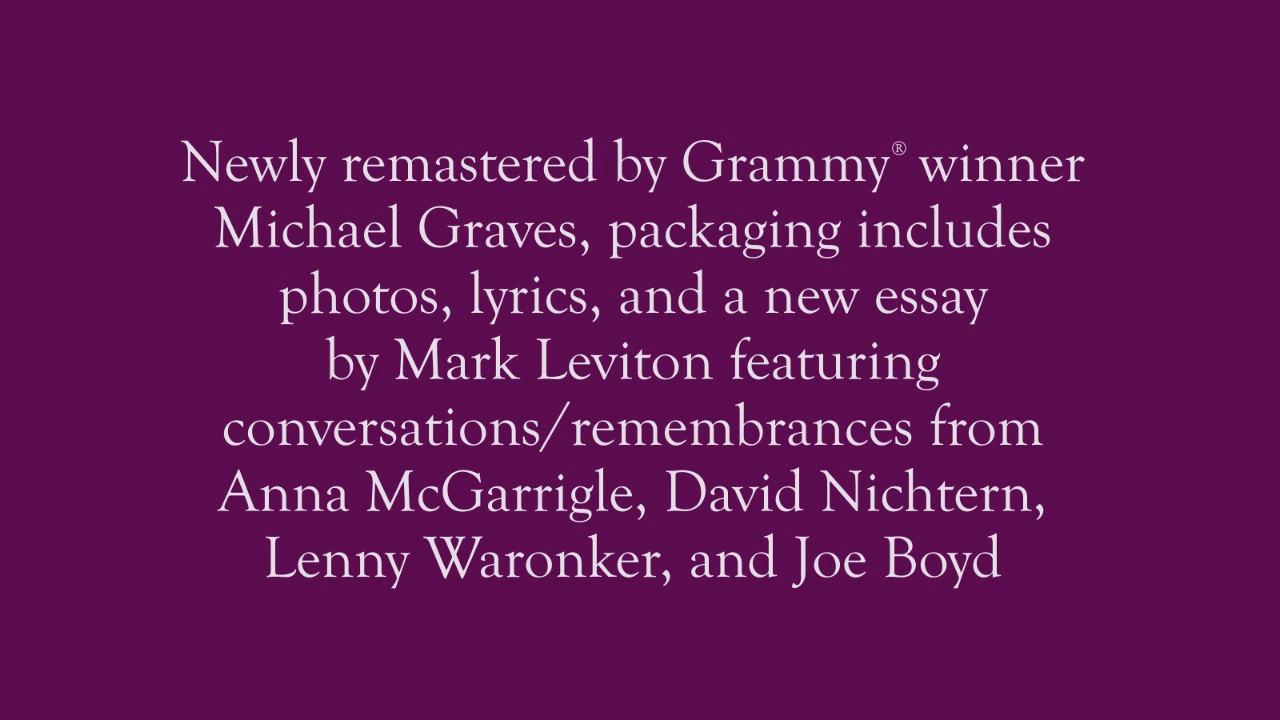 Newly remastered by Grammy® winner
Michael Graves, packaging includes
photos, lyrics, and a new essay
by Mark Leviton featuring
conversations/remembrances from
Anna McGarrigle, David Nichtern,
Lenny Waronker, and Joe Boyd